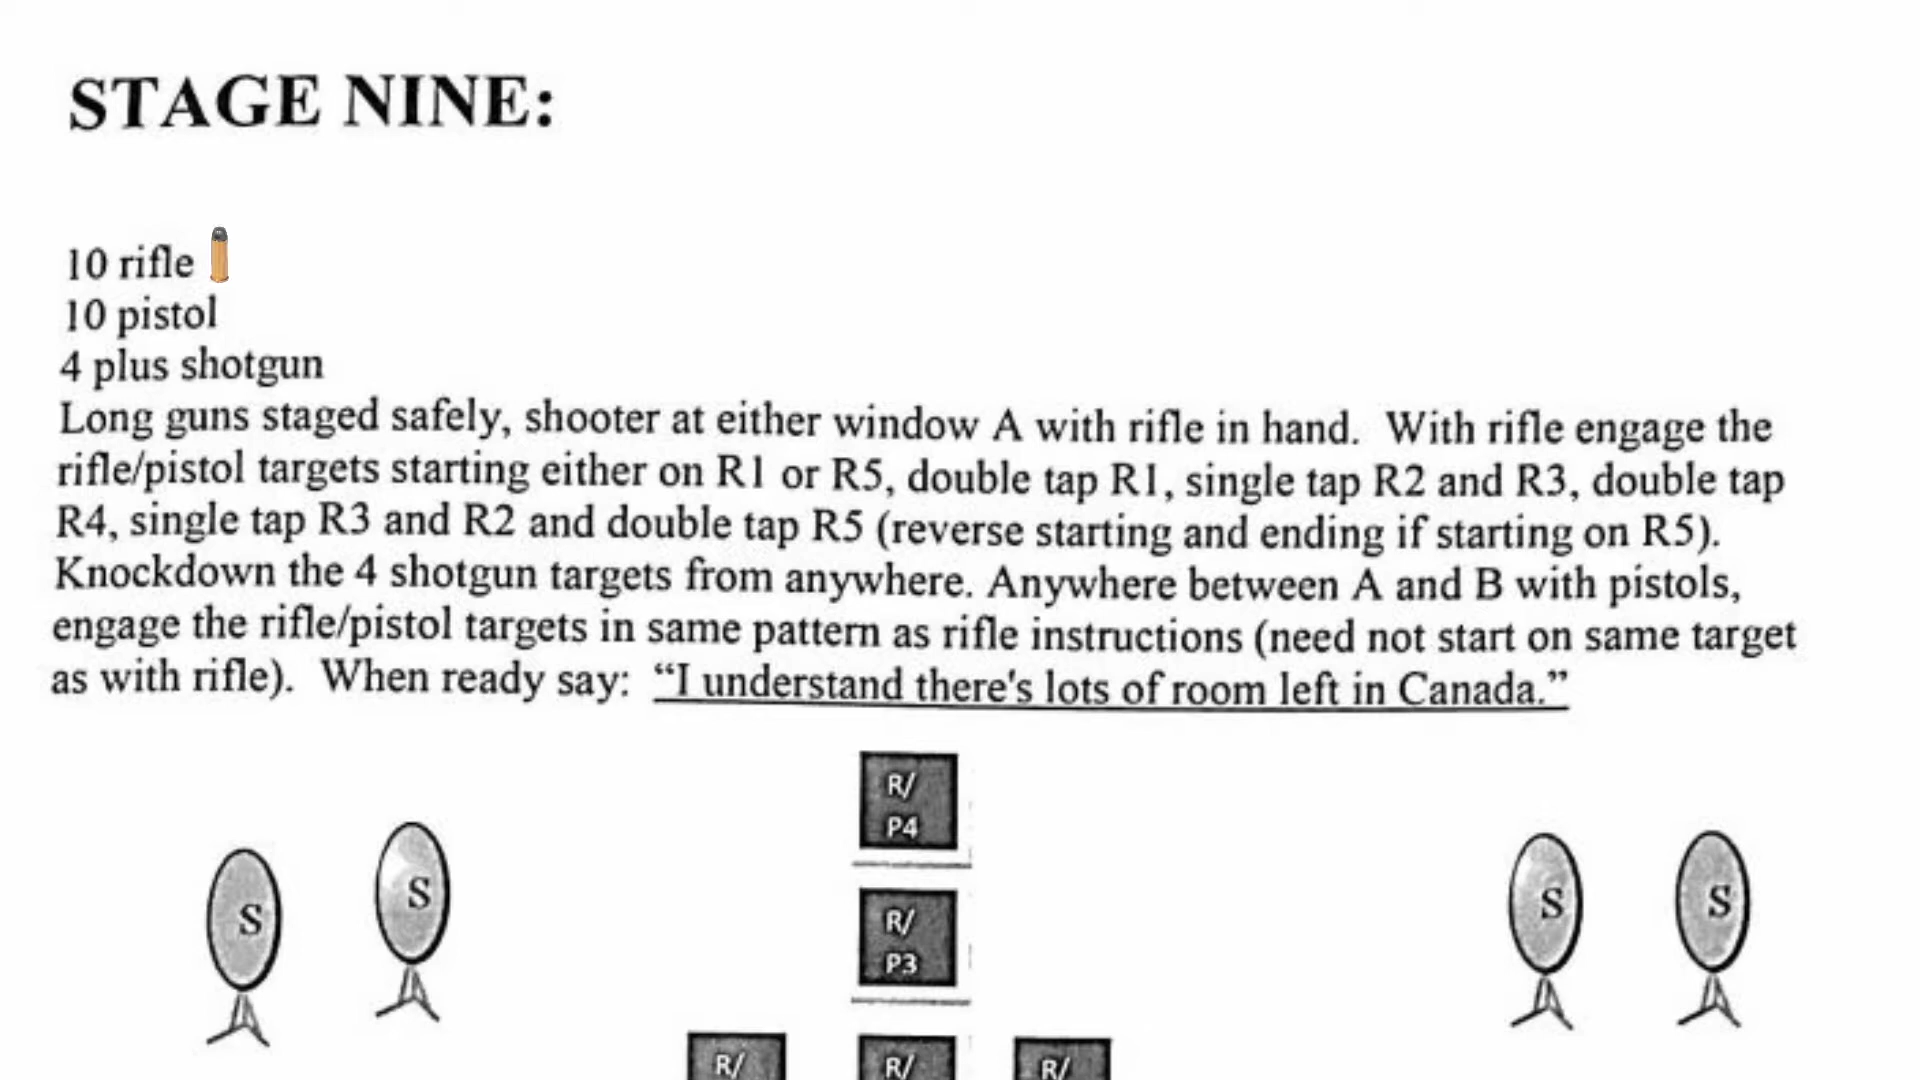 STAGE NINE:
10 rifle
10 pistol
4 plus shotgun
Long guns staged safely, shooter at either window A with rifle in hand.  With rifle engage the
rifle/pistol targets starting either on R1 or R5, double tap R1, single tap R2 and R3, double tap
R4, single tap R3 and R2 and double tap R5 (reverse starting and ending if starting on R5).
Knockdown the 4 shotgun targets from anywhere. Anywhere between A and B with pistols,
engage the rifle/pistol targets in same pattern as rifle instructions (need not start on same target
as with rifle).  When ready say:  “I understand there's lots of room left in Canada.”
R/
P4
S S S S
R/
P3
R/ R/ R/